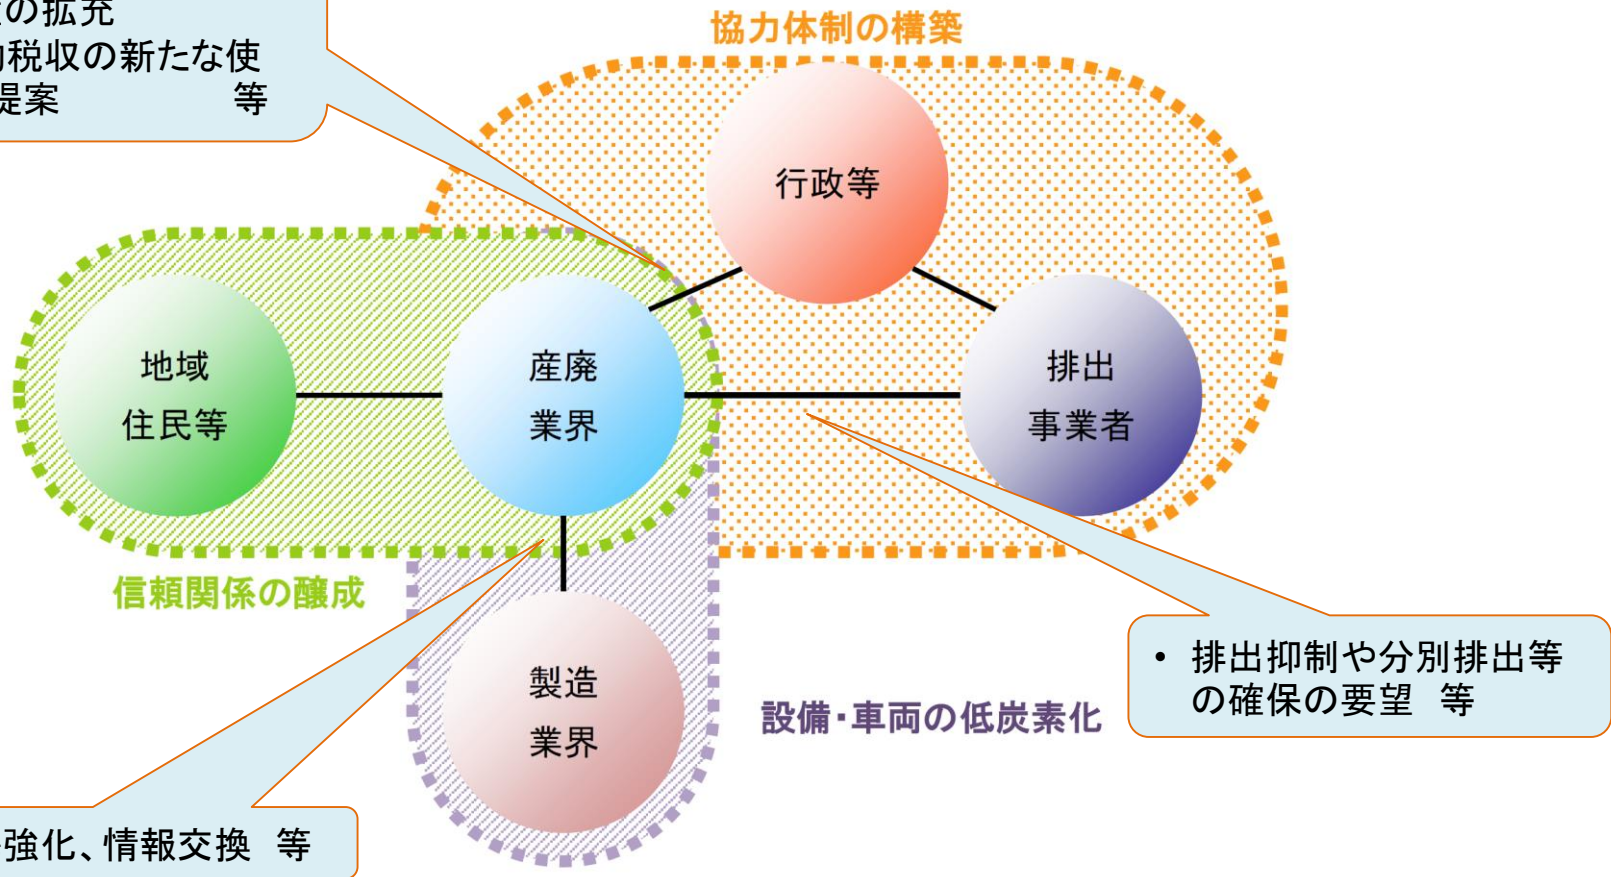 の拡充
税収の新たな使
提案 等
協力体制の構築
行政等
地域
住民等
産廃
業界
排出
事業者
信頼関係の醸成
製造
業界
設備・車両の低炭素化
• 排出抑制や分別排出等
の確保の要望 等
強化、情報交換 等